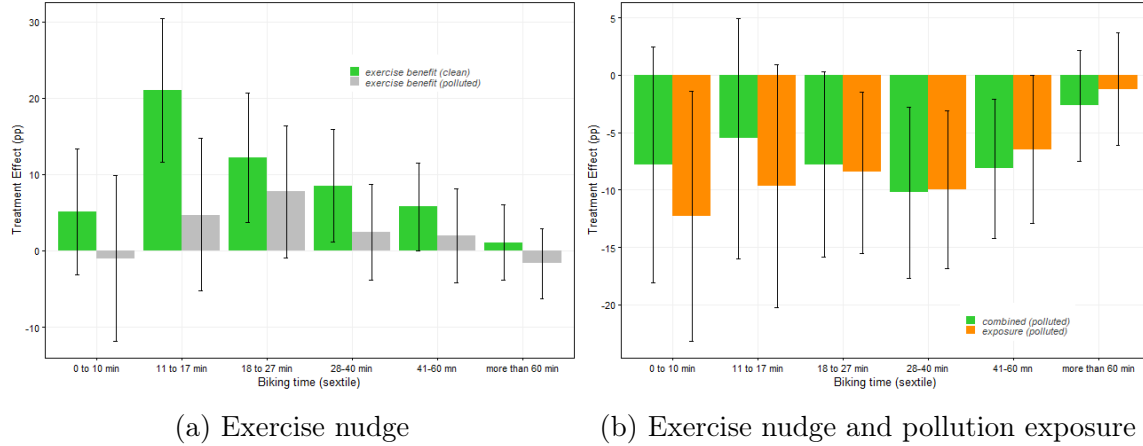 30
20
10
0
-10
Treatment Effect (pp)
exercise benefit (clean)
exercise benefit (polluted)
0 to 10 min
11 to 17 min
18 to 27 min
28-40 min
41-60 mn
more than 60 min
Biking time (sextile)
(a) Exercise nudge
5
0
-5
-10
-15
-20
Treatment Effect (pp)
combined (polluted)
exposure (polluted)
0 to 10 min
11 to 17 min
18 to 27 min
28-40 min
41-60 mn
more than 60 min
Biking time (sextile)
(b) Exercise nudge and pollution exposure